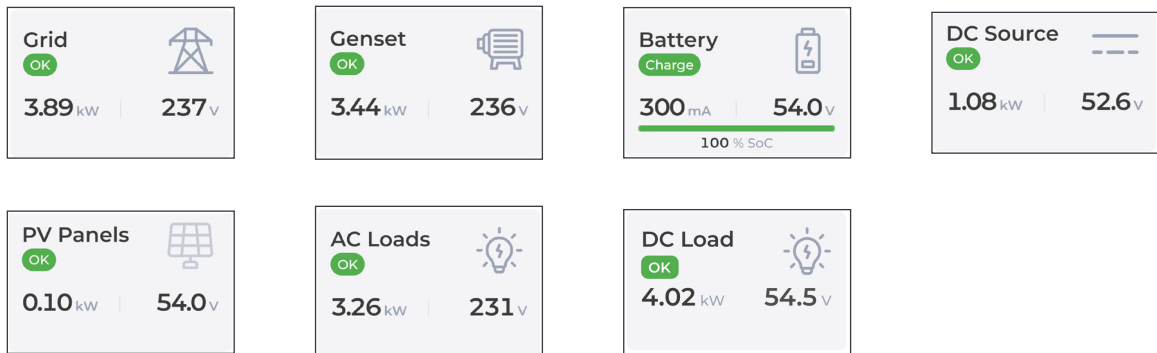 Grid
OK
3.89 kW 237 V
Genset
OK
3.44 kW 236 V
Battery
Charge
300 mA 54.0 V
100 % SoC
DC Source
OK
1.08 kW 52.6 V
PV Panels
OK
0.10 kW 54.0 V
AC Loads
OK
3.26 kW 231 V
DC Load
OK
4.02 kW 54.5 V